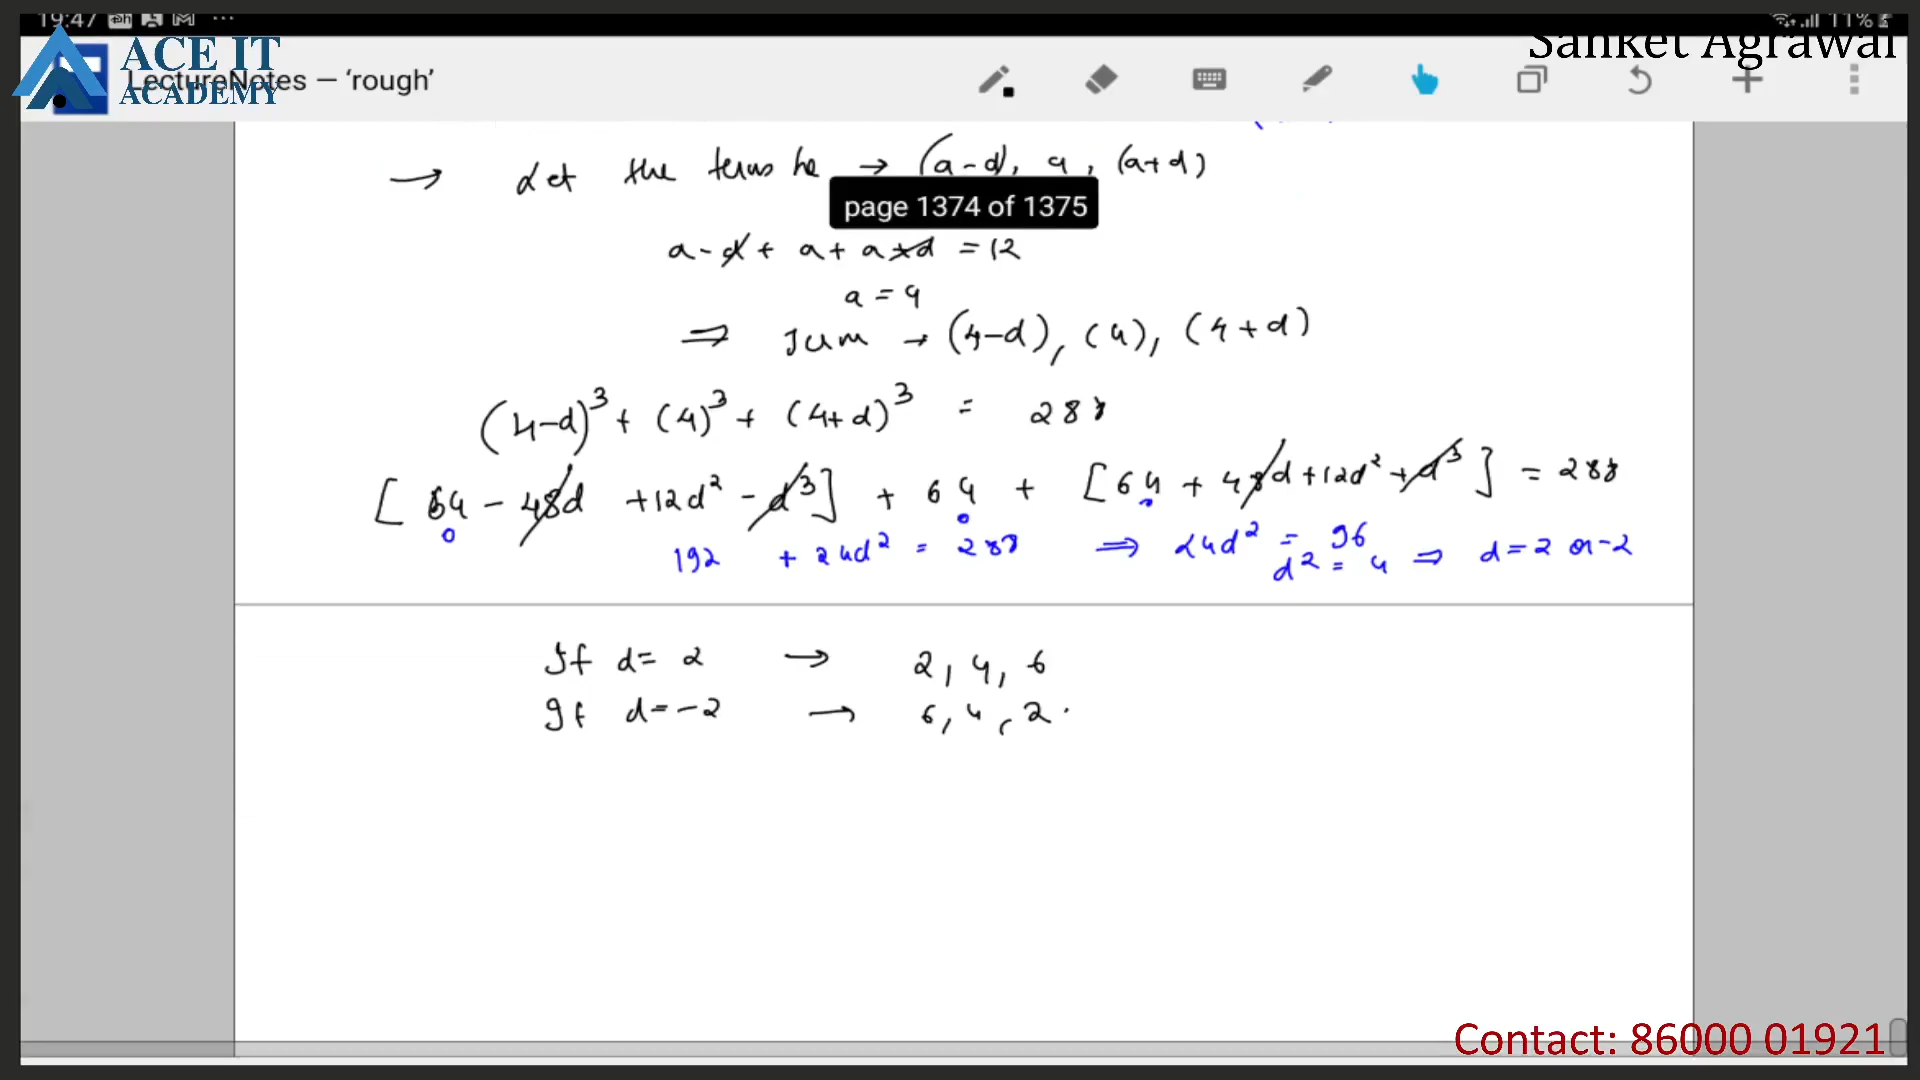 19:47
11%
ACE IT
ACADEMY
Sanket Agrawal
LectureNotes — ‘rough’
→ Let the terms be → (a-d), a, (a+d)
page 1374 of 1375
a-d+ a+ a+d =12
a = 4
⇒ → (4-d), (4), (4+d)
(4-d)³ + (4)³ + (4+d)³ = 288
[64 - 48d +12d² - d³] + 64 + [64 + 48d +12d² + d³] = 288
192 + 24d² = 288 ⇒ 24d² = 96
d² = 4 ⇒ d=2 or -2
If d= 2 → 2, 4, 6
If d=-2 → 6, 4, 2.
Contact: 86000 01921